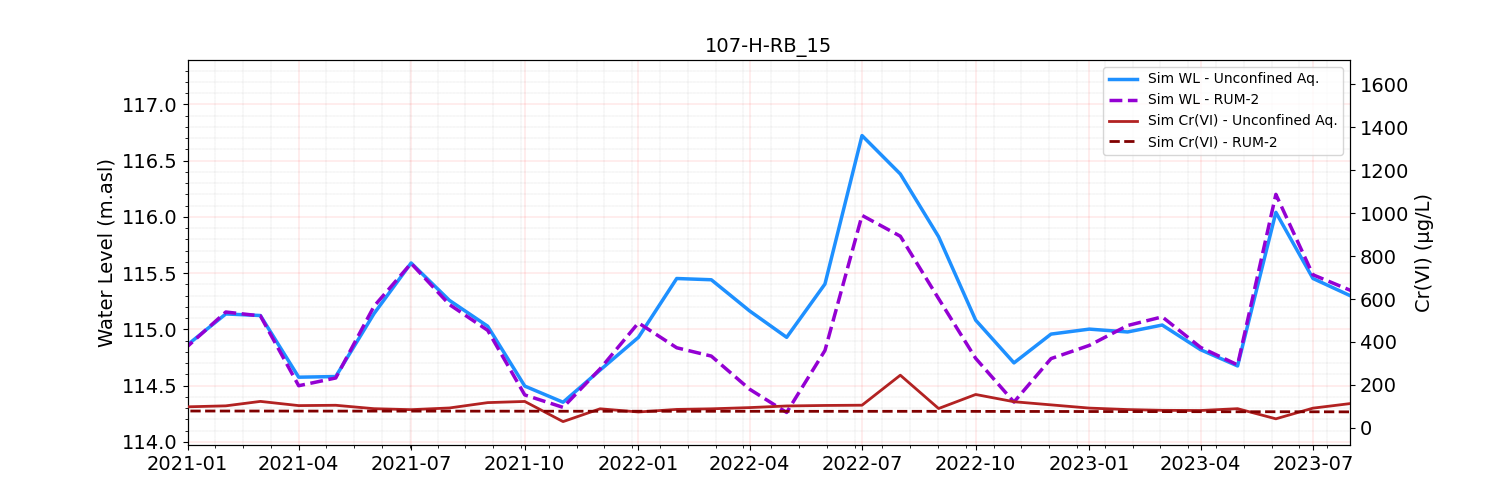 107-H-RB_15
Sim WL - Unconfined Aq.
Sim WL - RUM-2
Sim Cr(VI) - Unconfined Aq.
Sim Cr(VI) - RUM-2
Water Level (m.asl)
117.0
116.5
116.0
115.5
115.0
114.5
114.0
1600
1400
1200
1000
800
600
400
200
0
Cr(VI) (μg/L)
2021-01 2021-04 2021-07 2021-10 2022-01 2022-04 2022-07 2022-10 2023-01 2023-04 2023-07